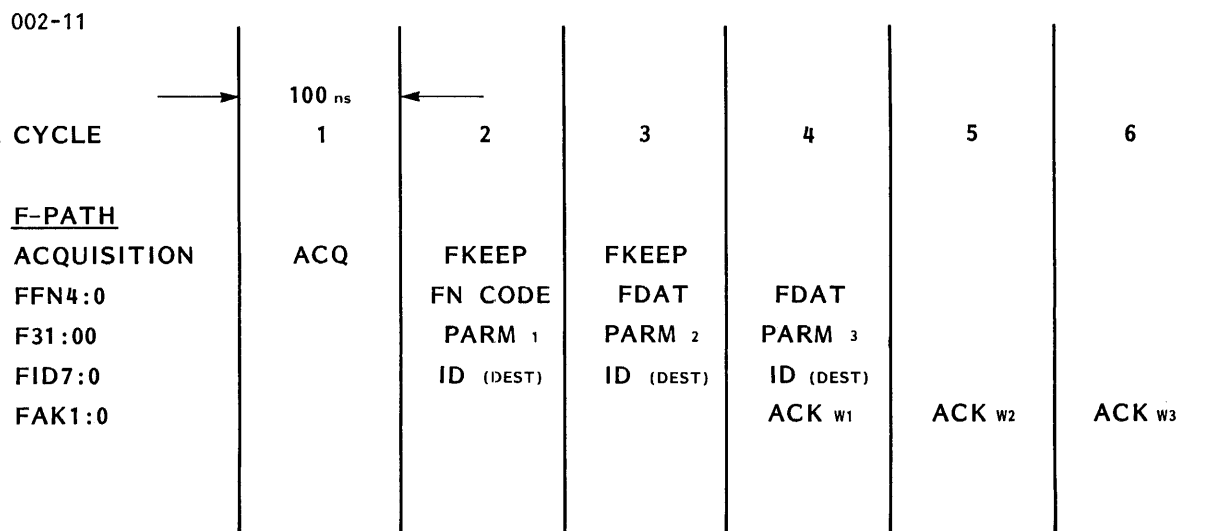 002-11
100 ns
CYCLE 1 2 3 4 5 6
F-PATH
ACQUISITION ACQ FKEEP FKEEP
FFN4:0 FN CODE FDAT FDAT
F31:00 PARM 1 PARM 2 PARM 3
FID7:0 ID (DEST) ID (DEST) ID (DEST)
FAK1:0 ACK W1 ACK W2 ACK W3